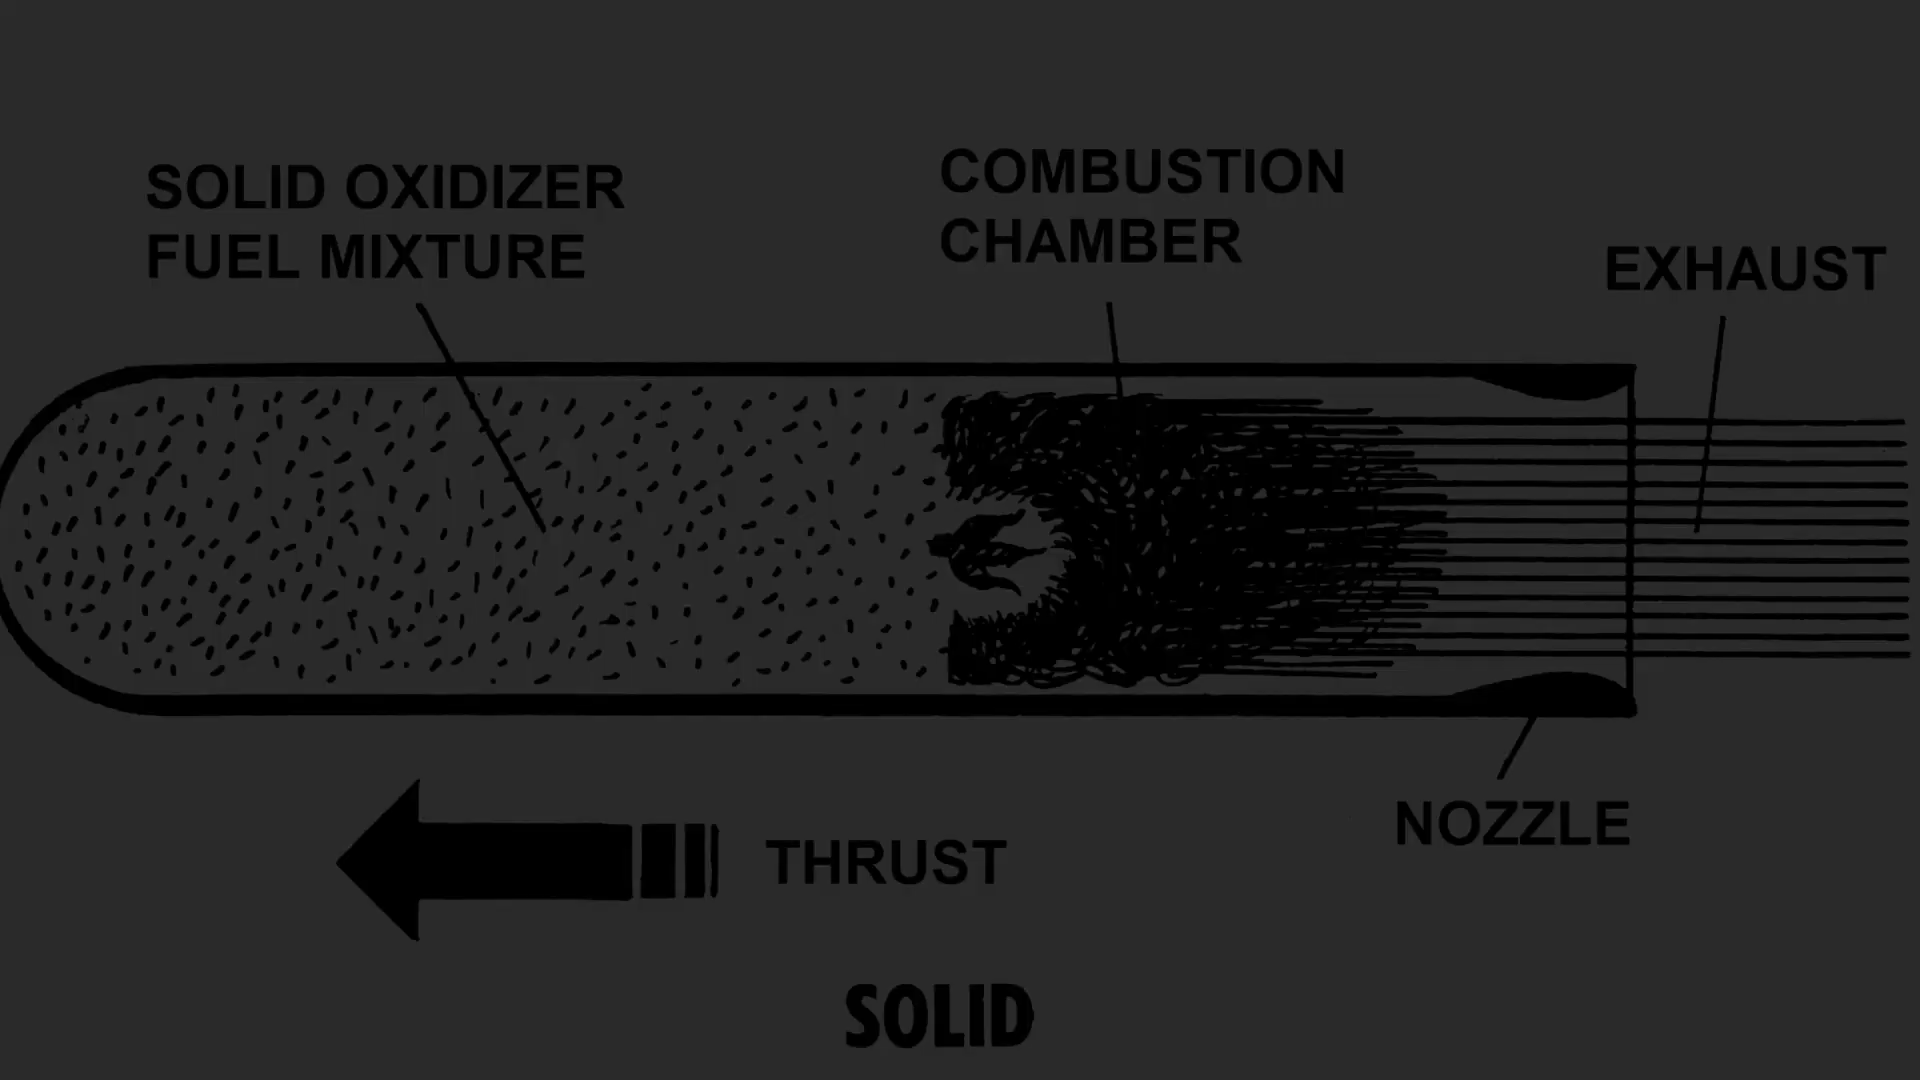 SOLID OXIDIZER
FUEL MIXTURE
COMBUSTION
CHAMBER
EXHAUST
NOZZLE
THRUST
SOLID